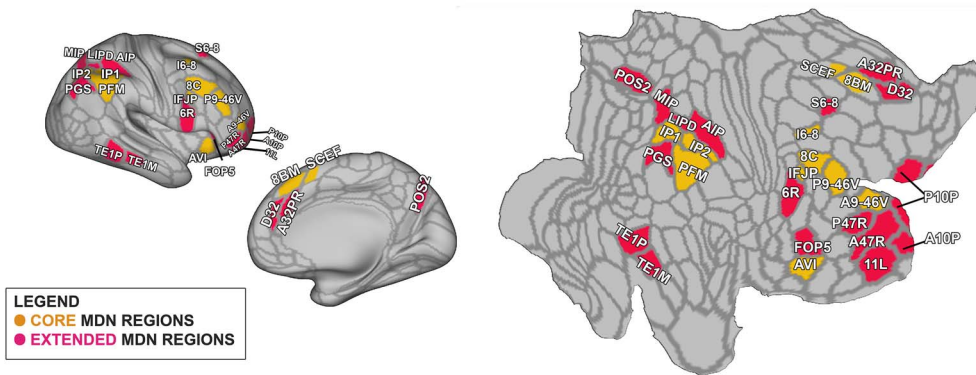 S6-8
MIP LIPD AIP
I6-8
IP2 IP1
8C
PGS PFM
IFJP P9-46V
6R
A9-46V
P47R
P10P
A10P
A47R
11L
TE1P TE1M
AVI
FOP5
8BM SCEF
D32 A32PR
POS2
LEGEND
CORE MDN REGIONS
EXTENDED MDN REGIONS
POS2
MIP
LIPD AIP
IP1
IP2
PGS
PFM
TE1P
TE1M
SCEF
8BM
A32PR
D32
S6-8
I6-8
8C
IFJP
P9-46V
6R
A9-46V
P10P
P47R
FOP5
A47R
A10P
AVI
11L